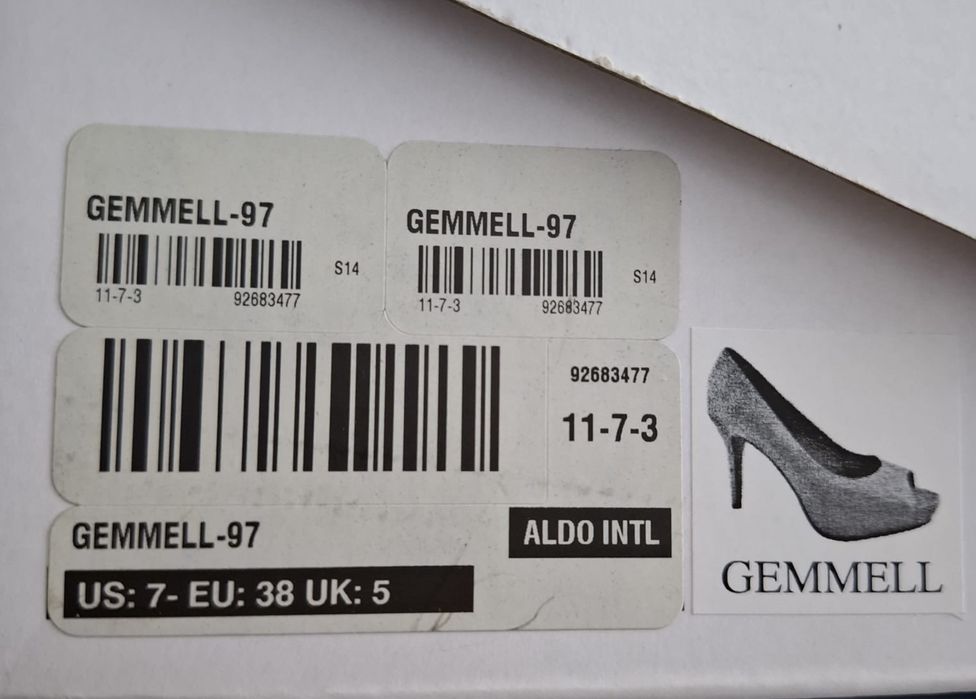 GEMMELL-97
S14
11-7-3 92683477
GEMMELL-97
S14
11-7-3 92683477
92683477
11-7-3
GEMMELL-97
ALDO INTL
US: 7- EU: 38 UK: 5
GEMMELL